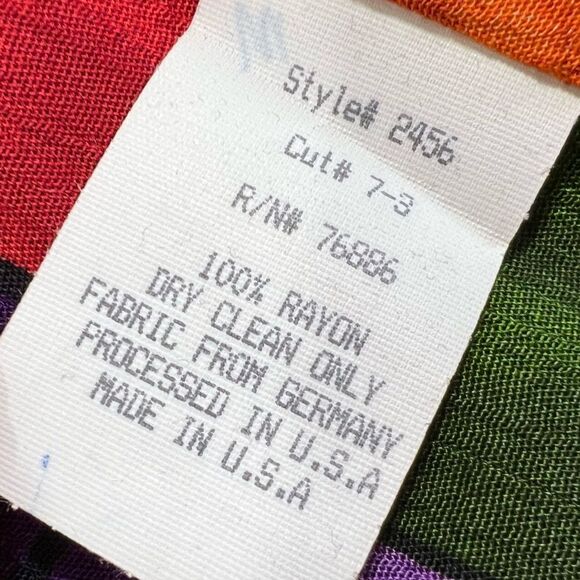 M
Style# 2456
Cut# 7-3
R/N# 76886
100% RAYON
DRY CLEAN ONLY
FABRIC FROM GERMANY
PROCESSED IN U.S.A
MADE IN U.S.A